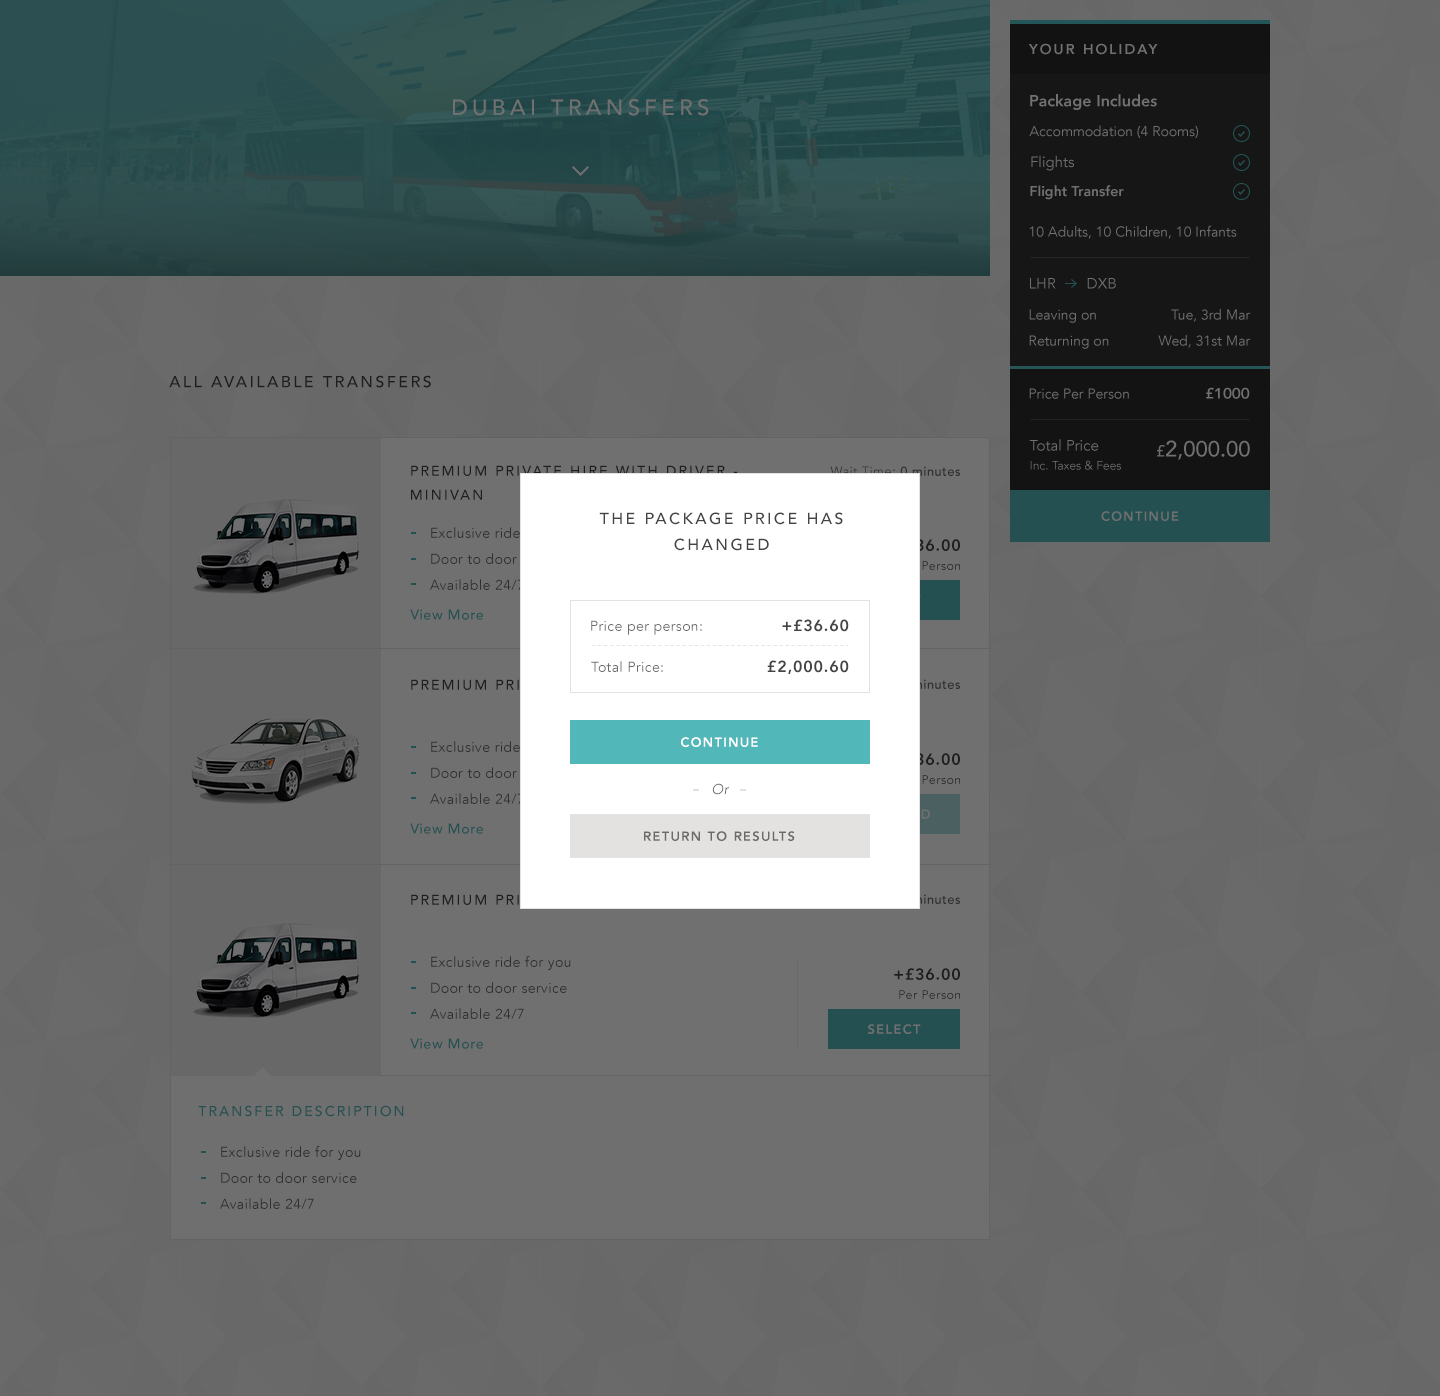 DUBAI TRANSFERS
YOUR HOLIDAY
Package Includes
Accommodation (4 Rooms)
Flights
Flight Transfer
10 Adults, 10 Children, 10 Infants
LHR → DXB
Leaving on Tue, 3rd Mar
Returning on Wed, 31st Mar
Price Per Person £1000
Total Price £2,000.00
Inc. Taxes & Fees
CONTINUE
ALL AVAILABLE TRANSFERS
PREMIUM PRIVATE HIRE WITH DRIVER -
MINIVAN
Wait Time: 0 minutes
- Exclusive ride
- Door to door
- Available 24/7
View More
36.00
Person
THE PACKAGE PRICE HAS
CHANGED
Price per person: +£36.60
Total Price: £2,000.60
CONTINUE
– Or –
RETURN TO RESULTS
PREMIUM PRI
inutes
- Exclusive ride
- Door to door
- Available 24/7
View More
36.00
Person
D
PREMIUM PRI
inutes
- Exclusive ride for you
- Door to door service
- Available 24/7
View More
+£36.00
Per Person
SELECT
TRANSFER DESCRIPTION
- Exclusive ride for you
- Door to door service
- Available 24/7